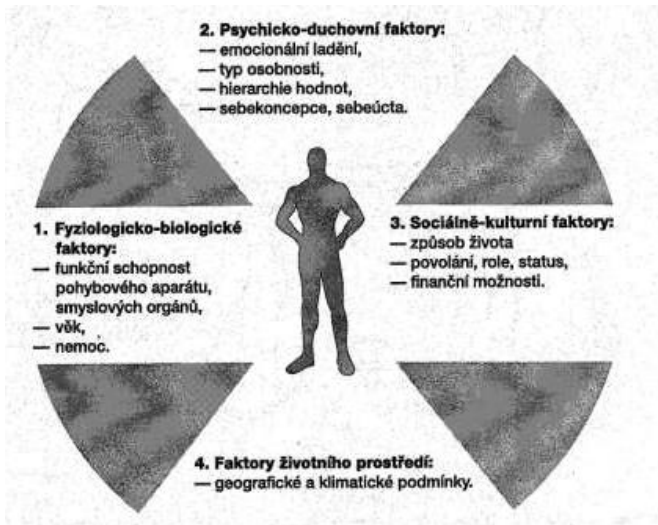 2. Psychicko-duchovní faktory:
— emocionální ladění,
— typ osobnosti,
— hierarchie hodnot,
— sebekoncepce, sebeúcta.
1. Fyziologicko-biologické
faktory:
— funkční schopnost
pohybového aparátu,
smyslových orgánů,
— věk,
— nemoc.
3. Sociálně-kulturní faktory:
— způsob života
— povolání, role, status,
— finanční možnosti.
4. Faktory životního prostředí:
— geografické a klimatické podmínky.